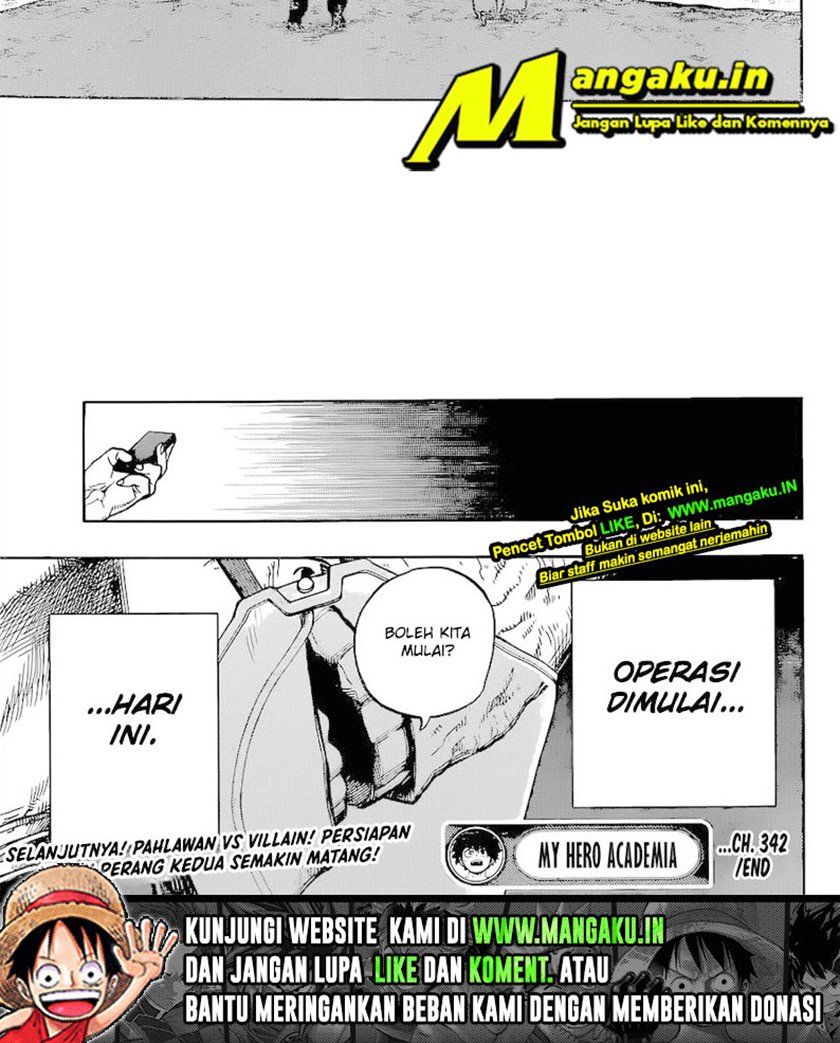 Mangaku.in
Jangan Lupa Like dan Komennya
Jika Suka komik ini,
Pencet Tombol LIKE, Di: WWW.mangaku.IN
Bukan di website lain
Biar staff makin semangat nerjemahin
OPERASI
DIMULAI...
BOLEH KITA
MULAI?
...HARI
INI.
SELANJUTNYA! PAHLAWAN VS VILLAIN! PERSIAPAN
PERANG KEDUA SEMAKIN MATANG!
MY HERO ACADEMIA
...CH. 342
/END
KUNJUNGI WEBSITE KAMI DI WWW.MANGAKU.IN
DAN JANGAN LUPA LIKE DAN KOMENT. ATAU
BANTU MERINGANKAN BEBAN KAMI DENGAN MEMBERIKAN DONASI